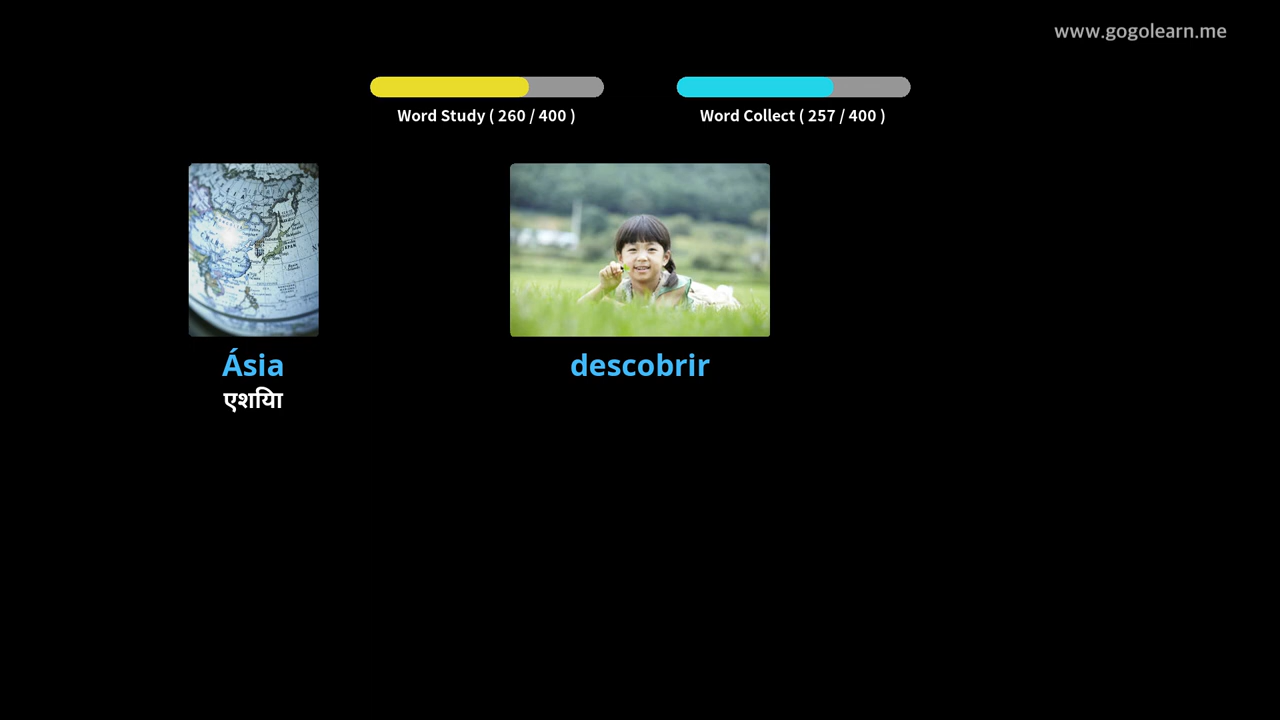 www.gogolearn.me
Word Study ( 260 / 400 )
Word Collect ( 257 / 400 )
Ásia
descobrir
एशिया